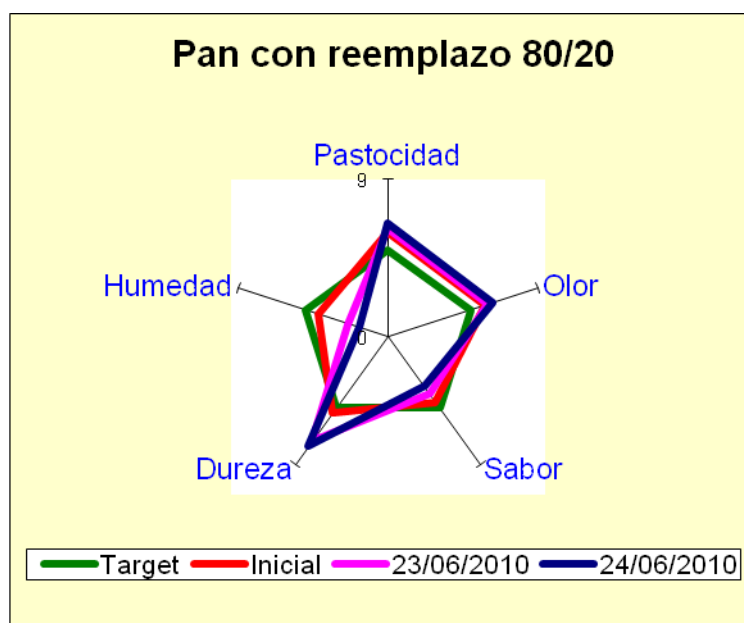 Pan con reemplazo 80/20
Pastocidad
9
Humedad
Olor
0
Dureza
Sabor
Target Inicial 23/06/2010 24/06/2010